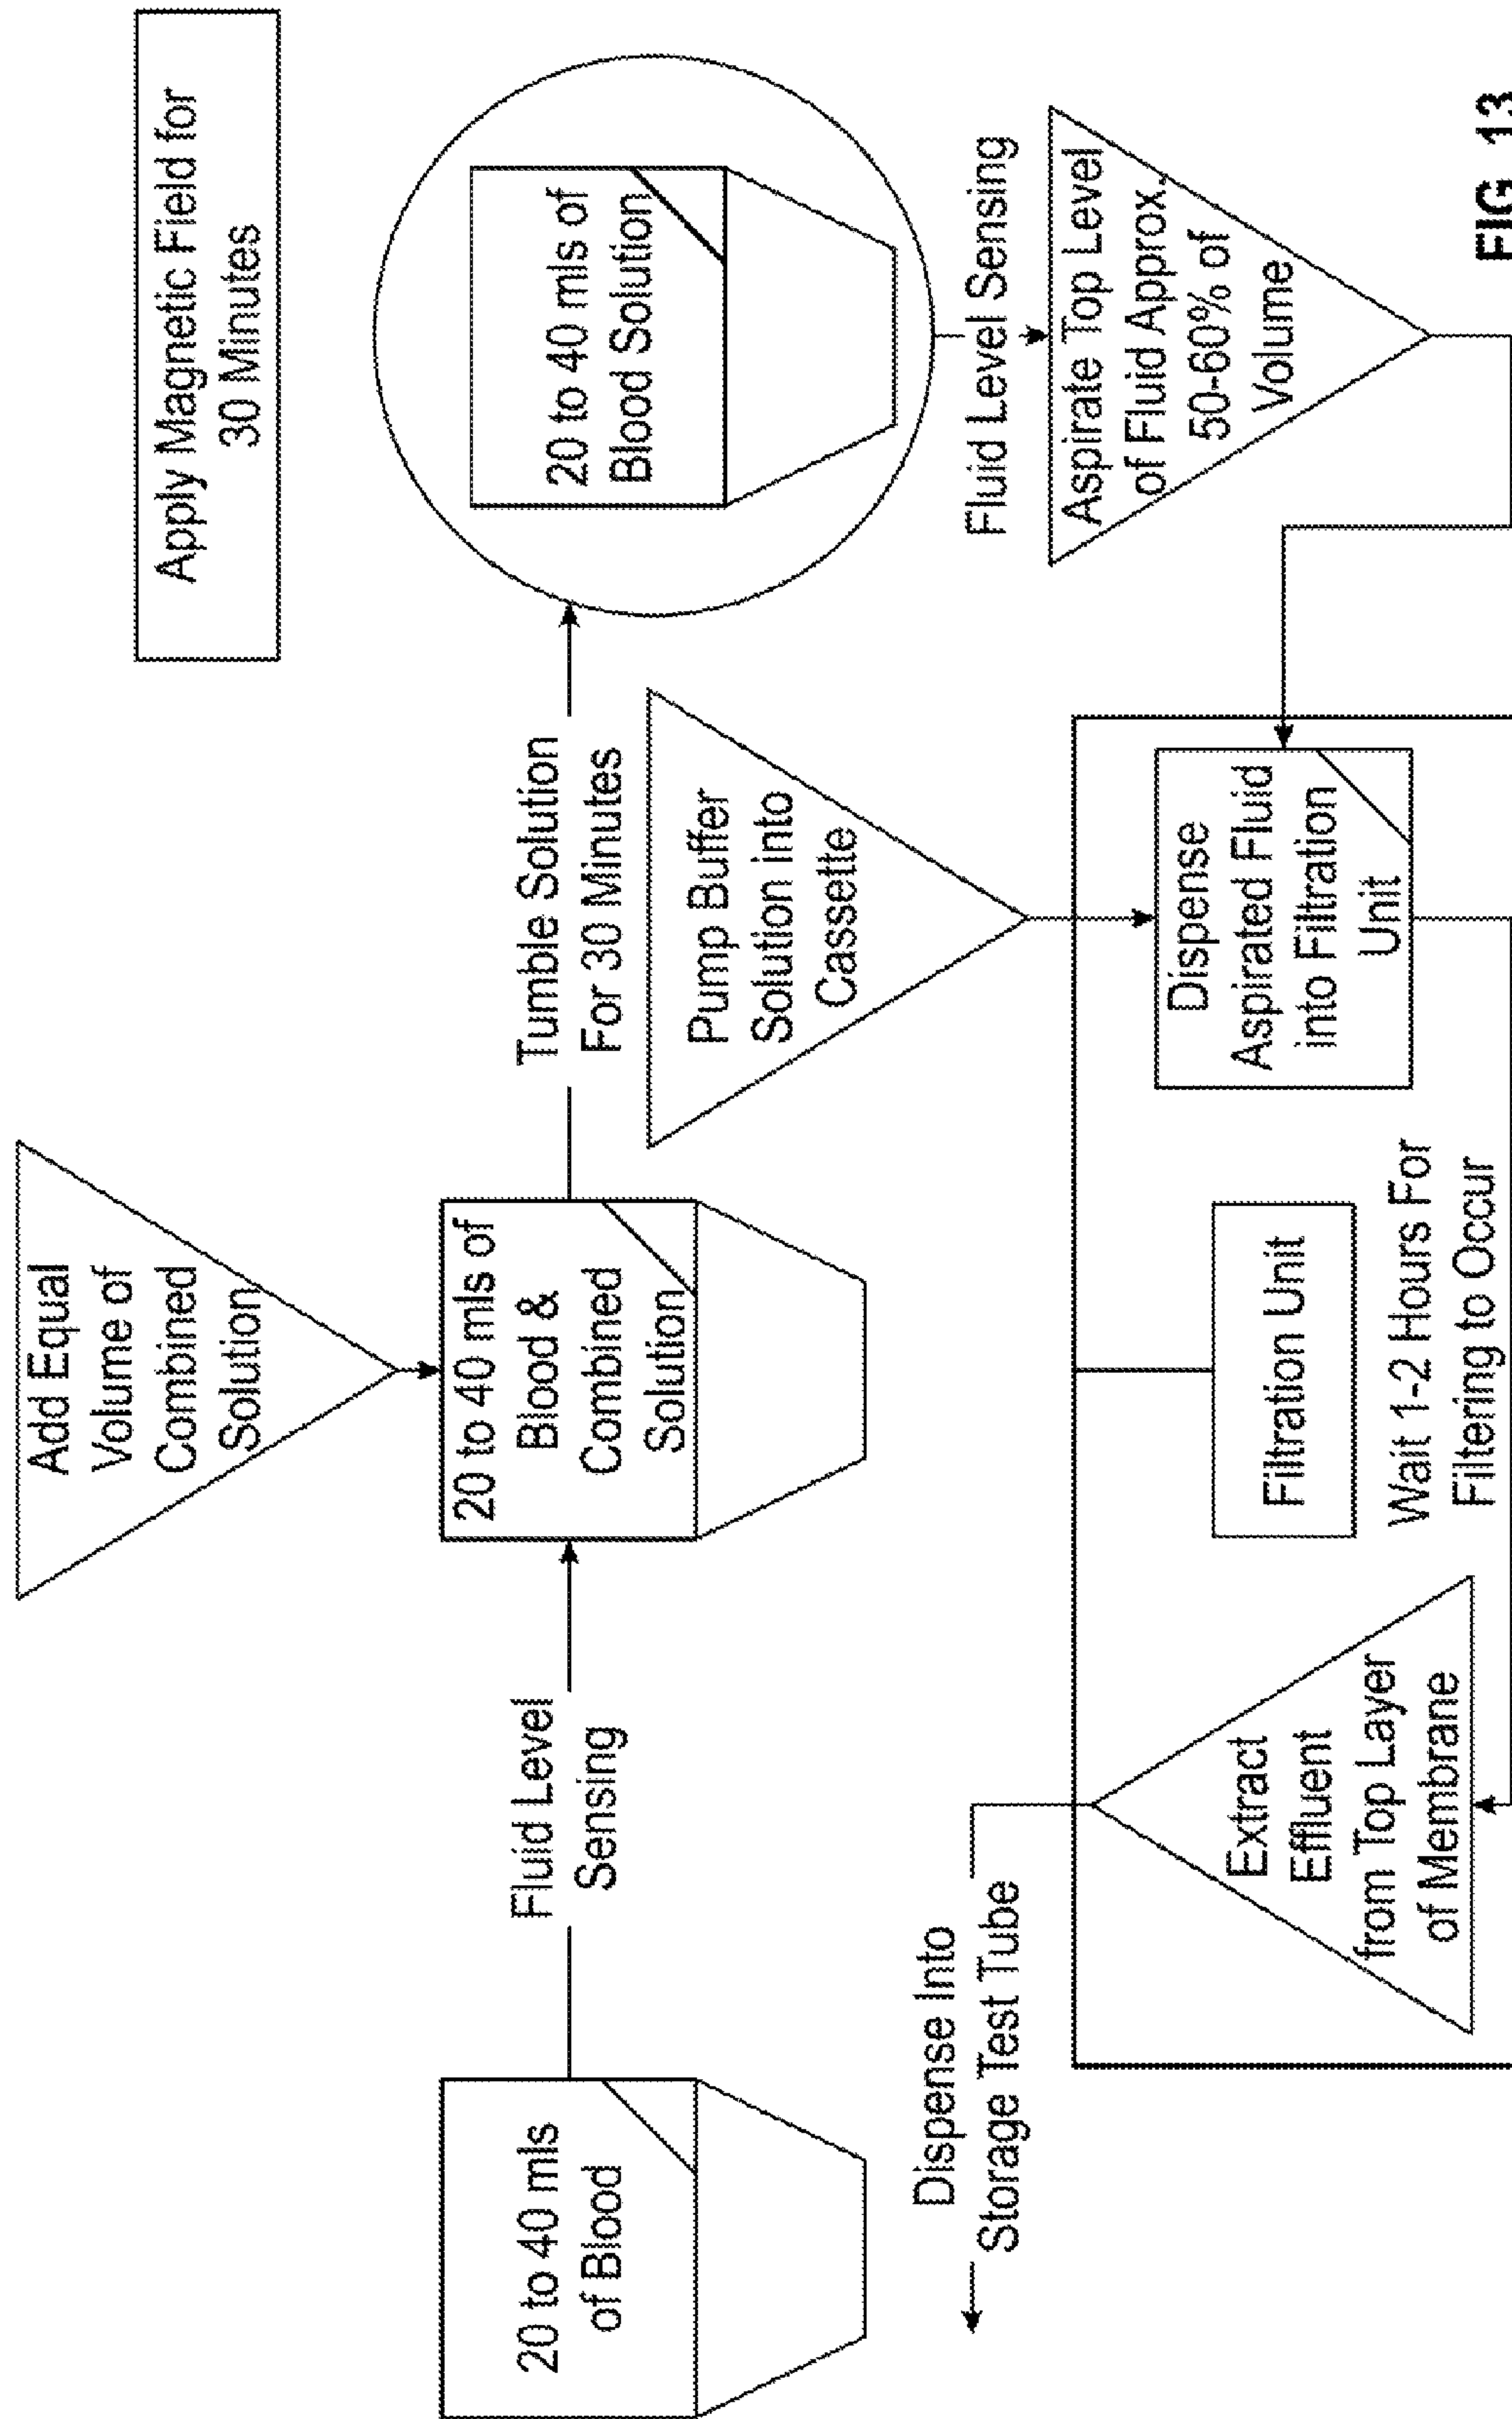 Apply Magnetic Field for
30 Minutes
Add Equal
Volume of
Combined
Solution
20 to 40 mls
of Blood
Fluid Level
Sensing
20 to 40 mls of
Blood &
Combined
Solution
Tumble Solution
For 30 Minutes
20 to 40 mls of
Blood Solution
Fluid Level Sensing
Aspirate Top Level
of Fluid Approx.
50-60% of
Volume
Pump Buffer
Solution into
Cassette
Dispense
Aspirated Fluid
into Filtration
Unit
Filtration Unit
Wait 1-2 Hours For
Filtering to Occur
Extract
Effluent
from Top Layer
of Membrane
Dispense Into
Storage Test Tube
FIG. 13